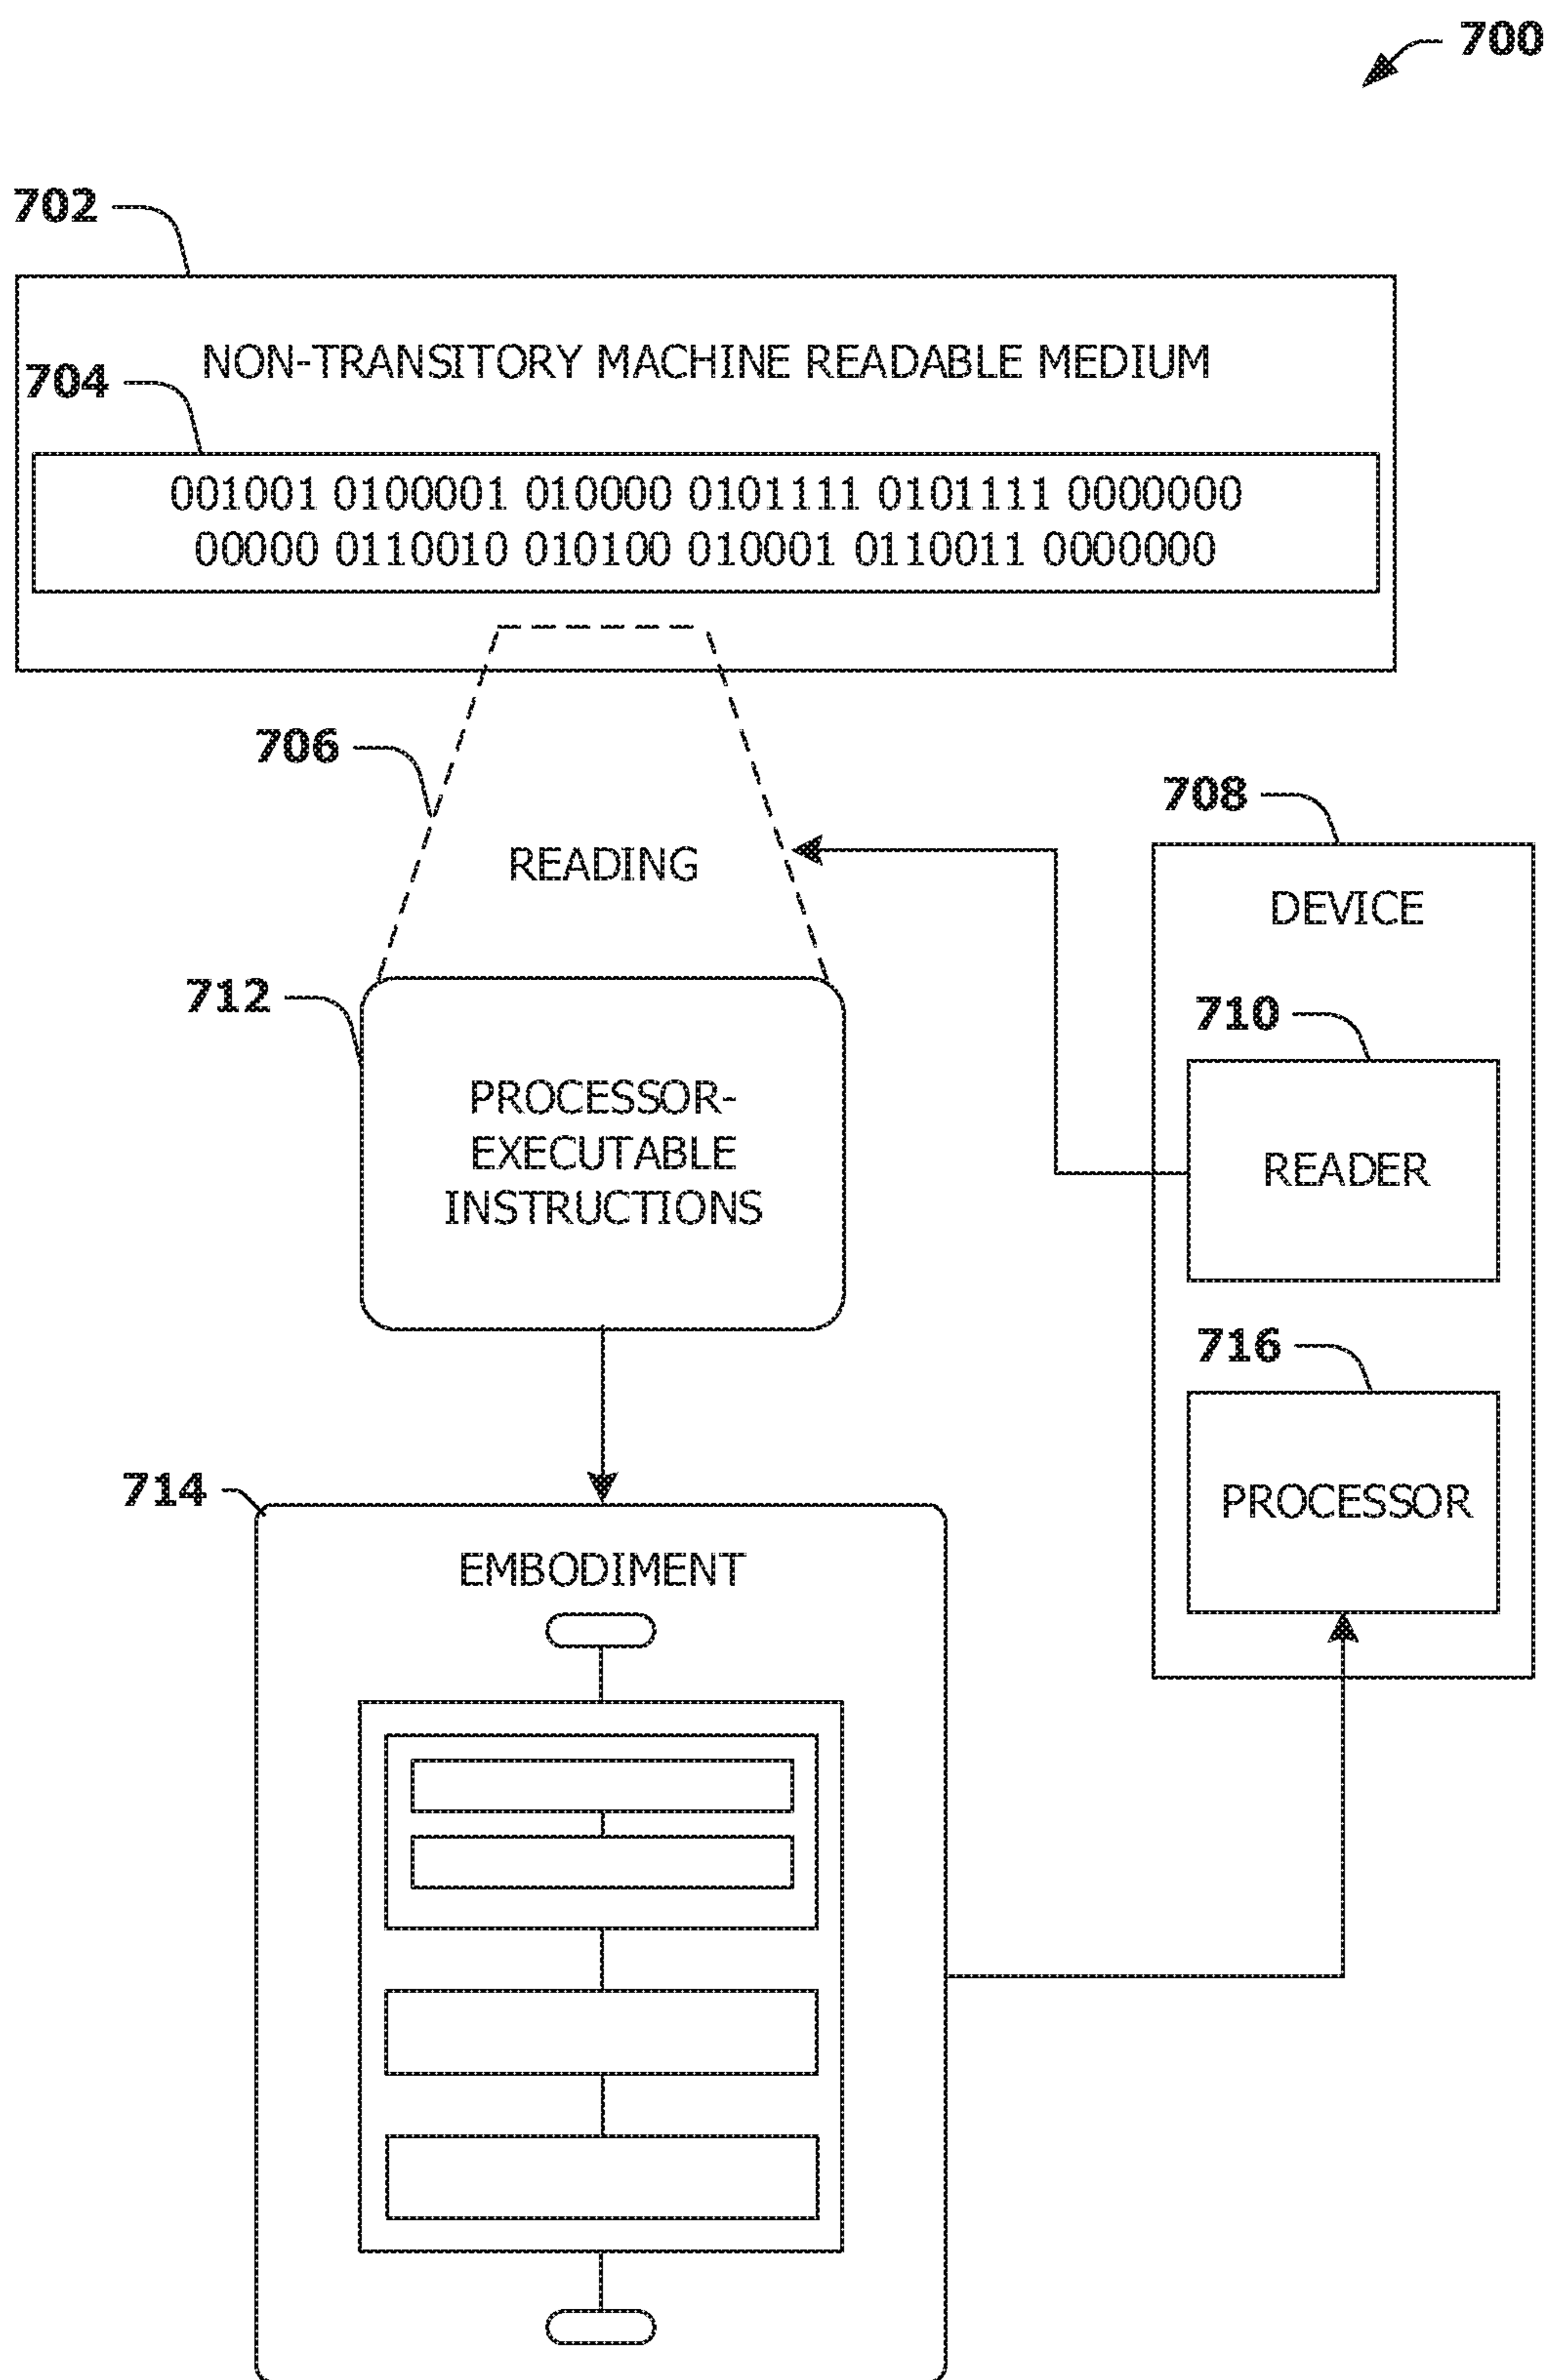 700
702
NON-TRANSITORY MACHINE READABLE MEDIUM
704
001001 0100001 010000 0101111 0101111 0000000
00000 0110010 010100 010001 0110011 0000000
706
READING
708
DEVICE
710
READER
712
PROCESSOR-
EXECUTABLE
INSTRUCTIONS
716
PROCESSOR
714
EMBODIMENT